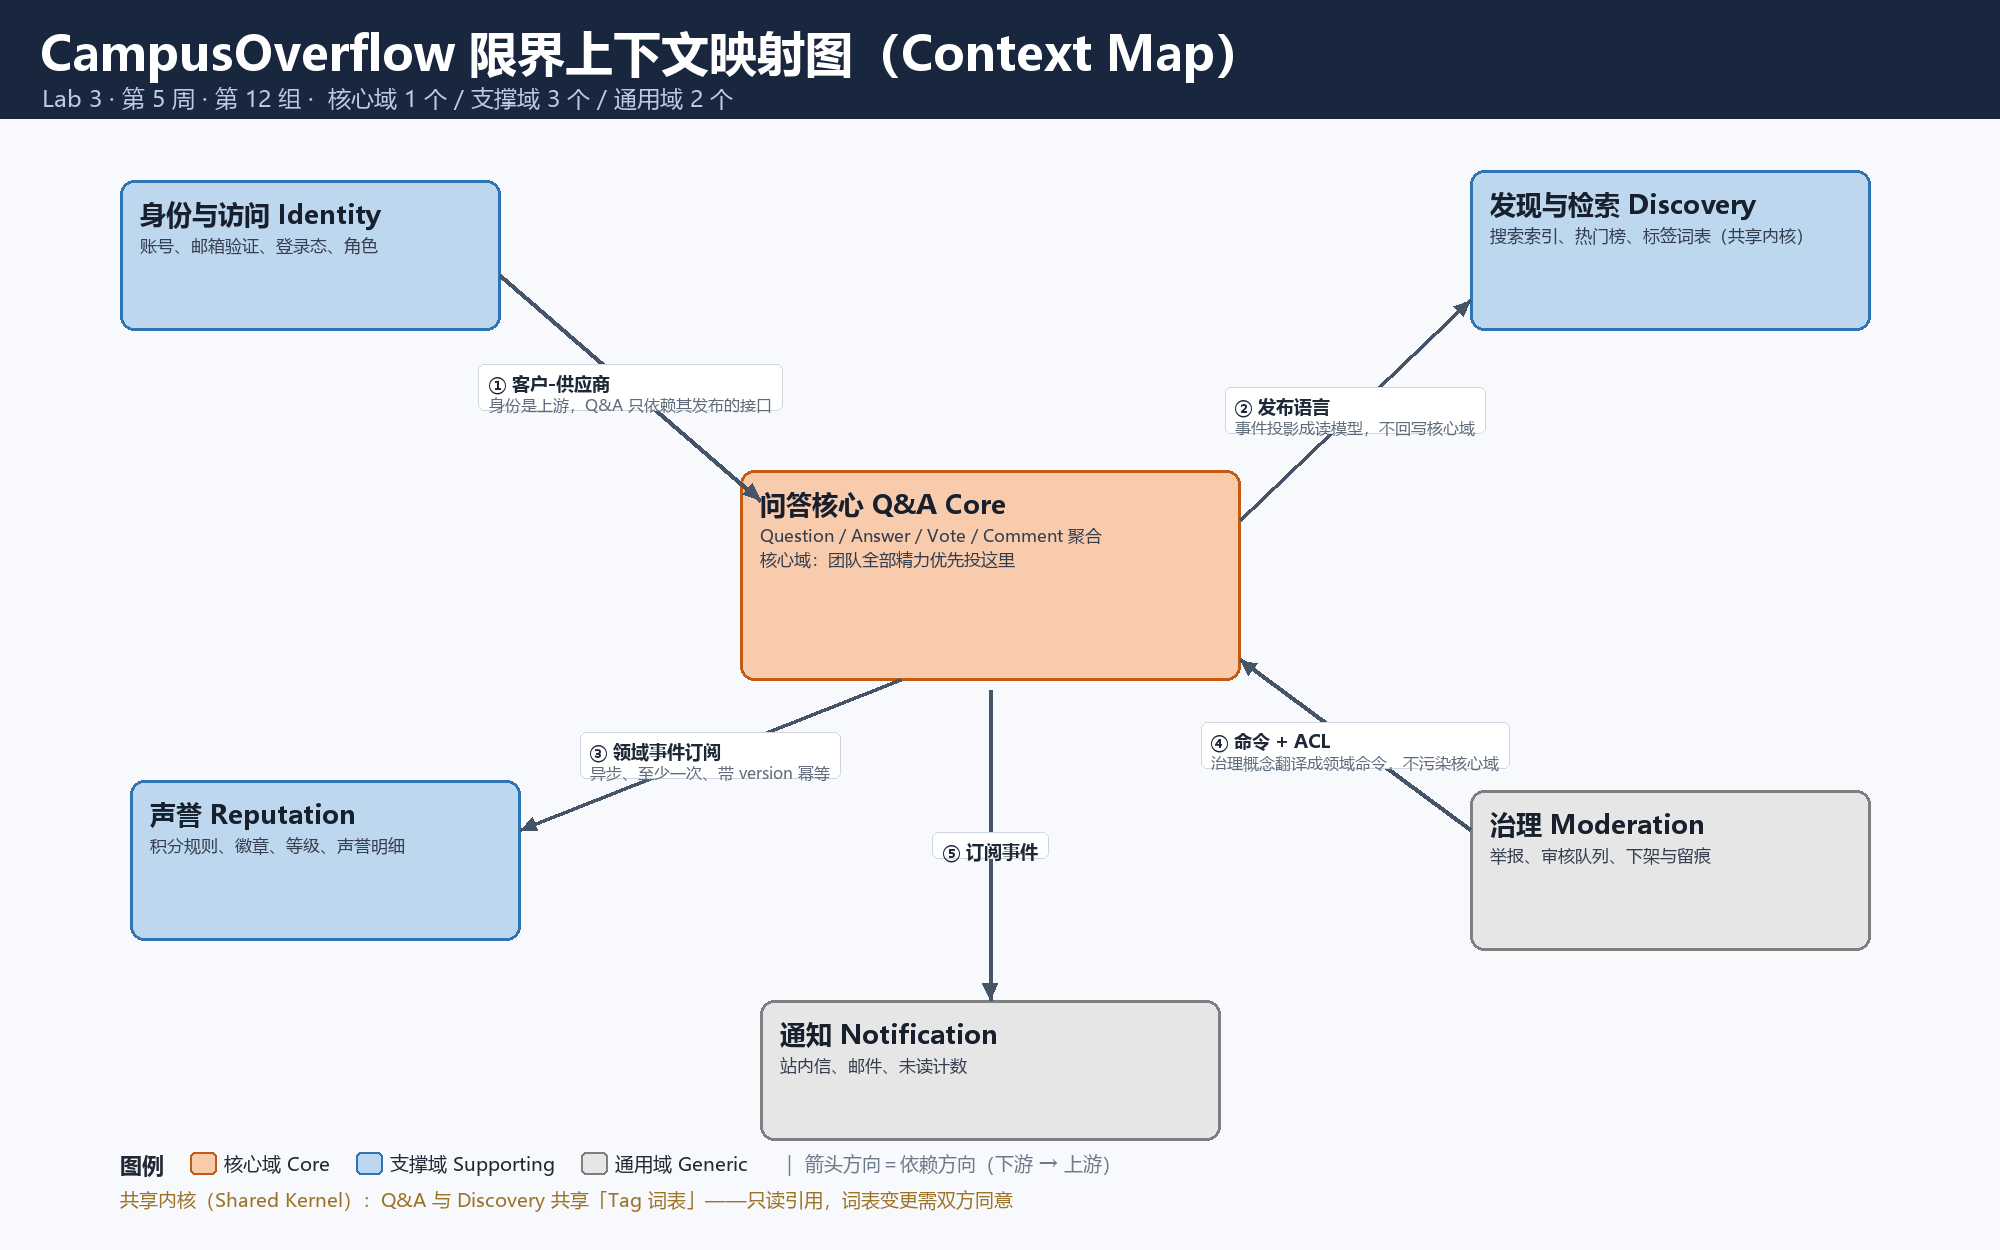 CampusOverflow 限界上下文映射图（Context Map）
Lab 3 · 第 5 周 · 第 12 组 · 核心域 1 个 / 支撑域 3 个 / 通用域 2 个
身份与访问 Identity
账号、邮箱验证、登录态、角色
发现与检索 Discovery
搜索索引、热门榜、标签词表（共享内核）
① 客户-供应商
身份是上游，Q&A 只依赖其发布的接口
② 发布语言
事件投影成读模型，不回写核心域
问答核心 Q&A Core
Question / Answer / Vote / Comment 聚合
核心域：团队全部精力优先投这里
③ 领域事件订阅
异步、至少一次、带 version 幂等
④ 命令 + ACL
治理概念翻译成领域命令，不污染核心域
声誉 Reputation
积分规则、徽章、等级、声誉明细
⑤ 订阅事件
治理 Moderation
举报、审核队列、下架与留痕
通知 Notification
站内信、邮件、未读计数
图例 核心域 Core 支撑域 Supporting 通用域 Generic | 箭头方向＝依赖方向（下游 → 上游）
共享内核（Shared Kernel）：Q&A 与 Discovery 共享「Tag 词表」——只读引用，词表变更需双方同意